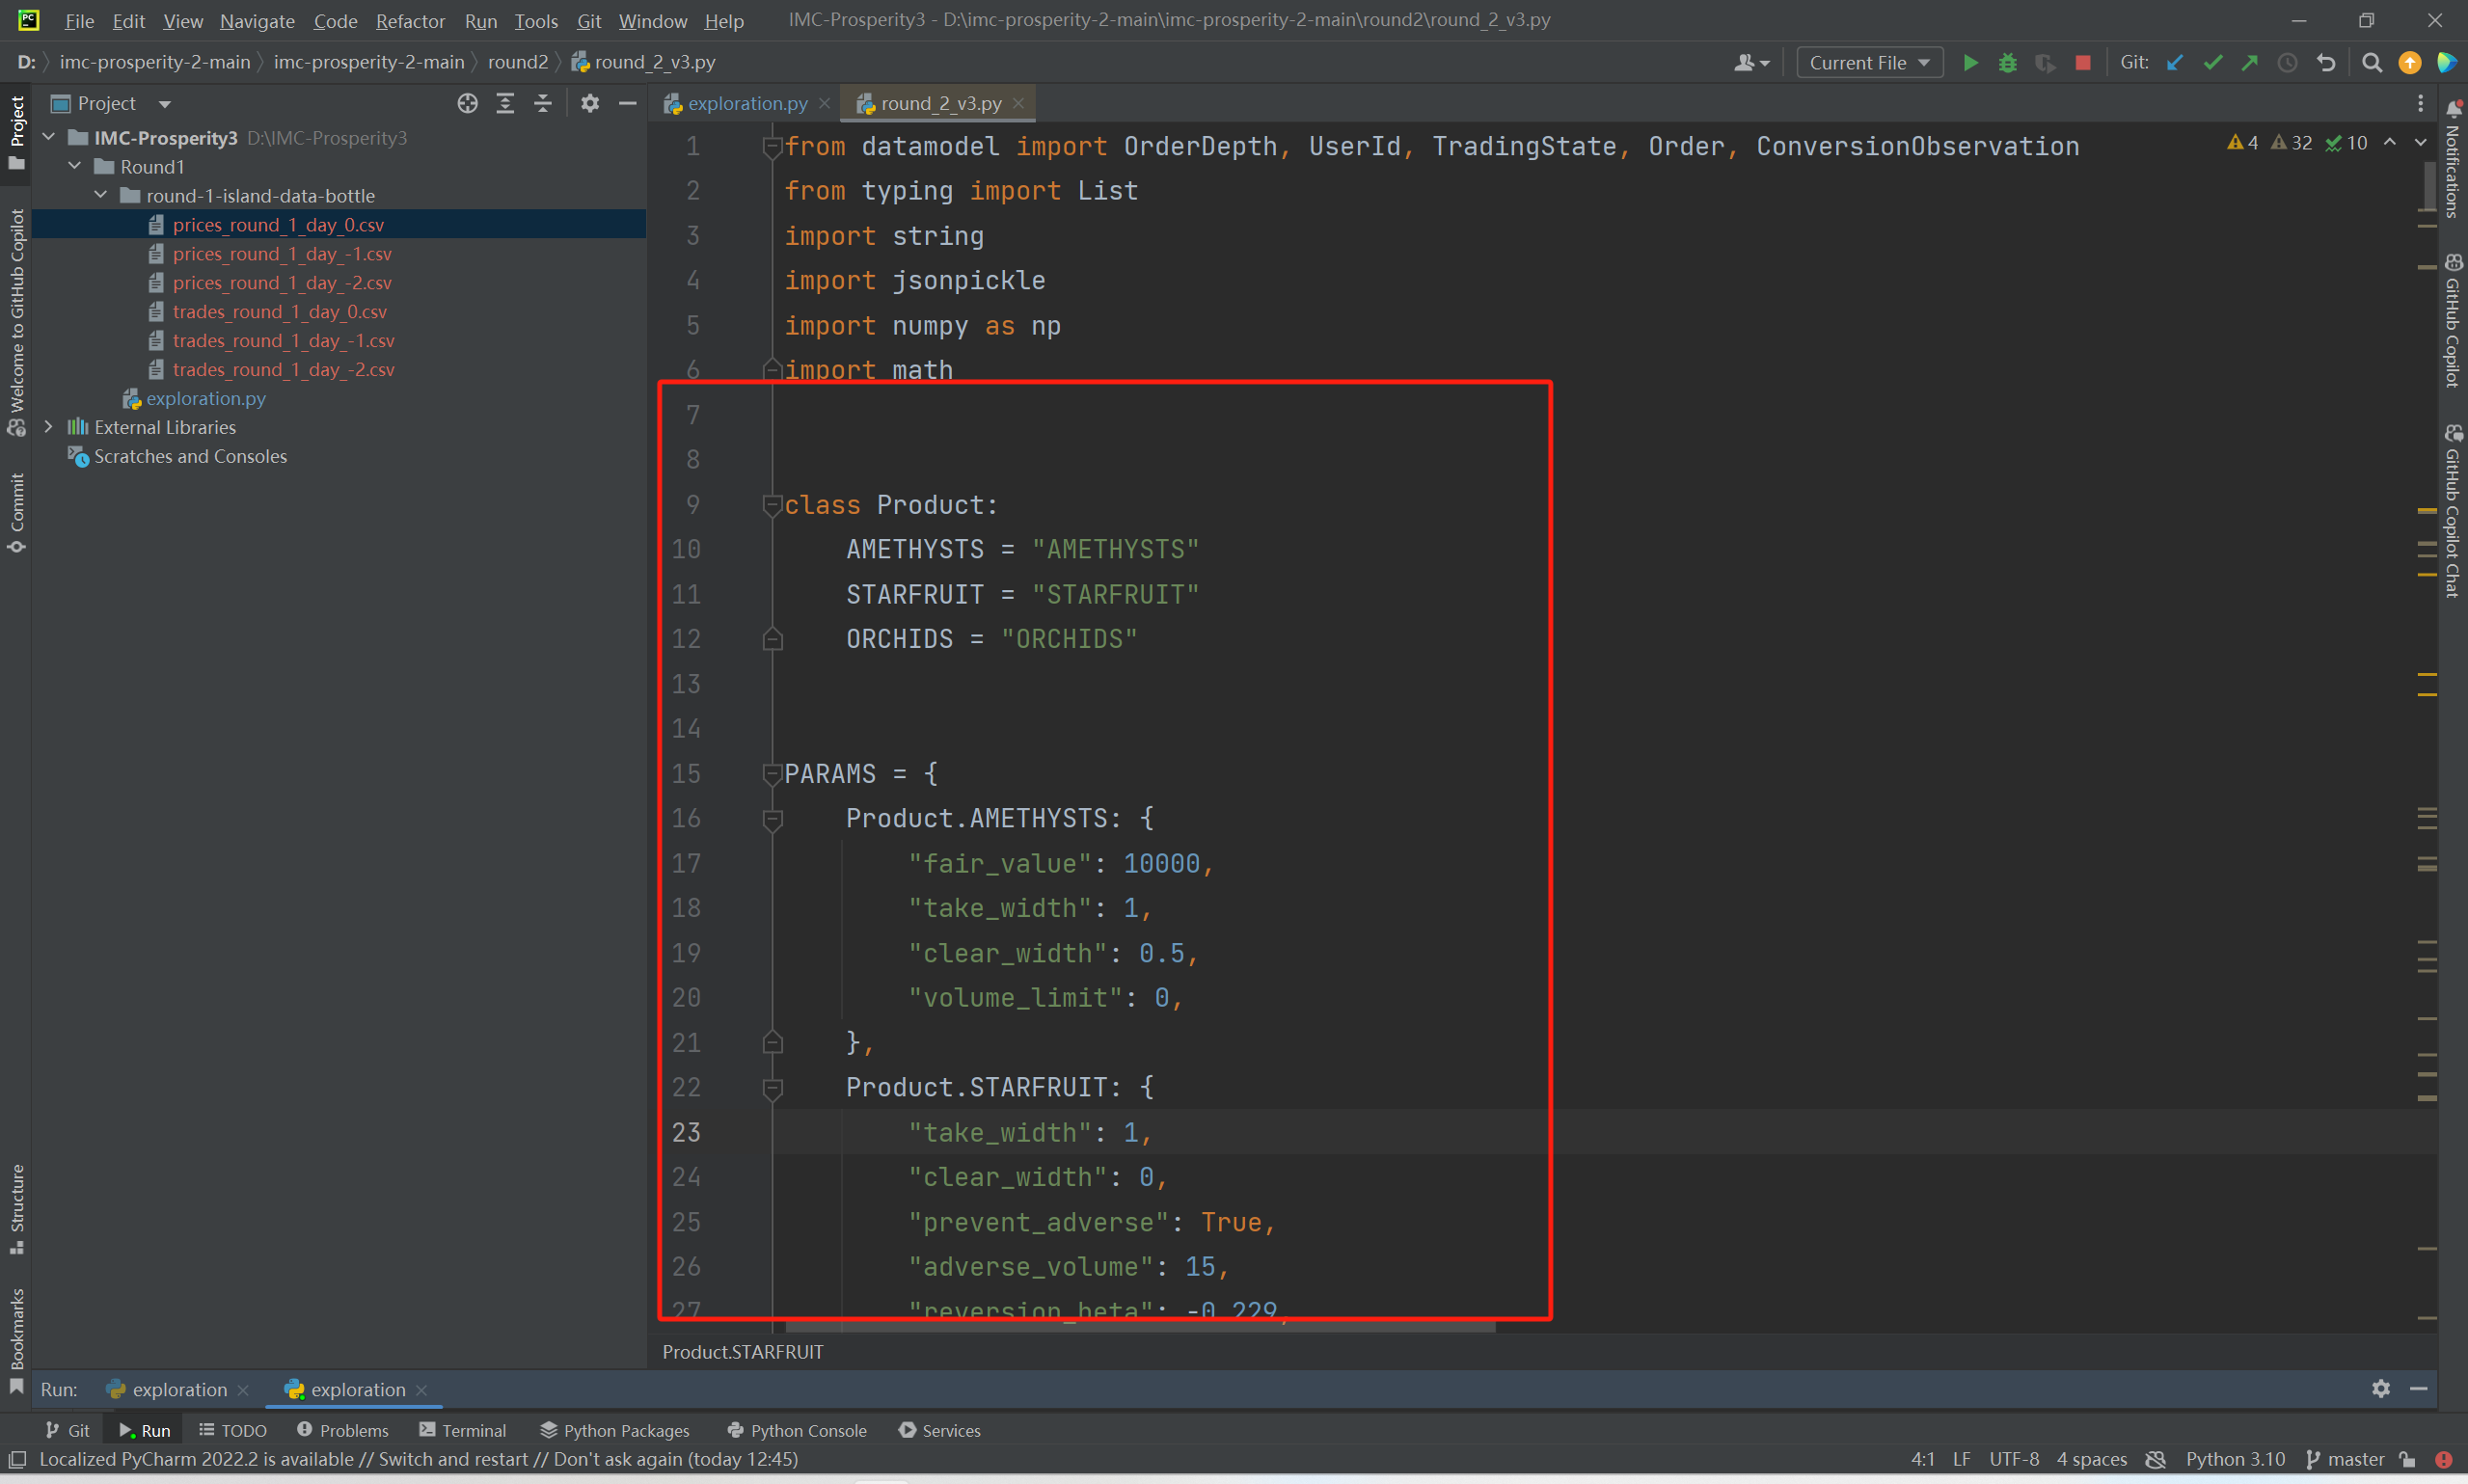 File Edit View Navigate Code Refactor Run Tools Git Window Help IMC-Prosperity3 - D:\imc-prosperity-2-main\imc-prosperity-2-main\round2\round_2_v3.py
D: imc-prosperity-2-main imc-prosperity-2-main round2 round_2_v3.py Current File Git:
Project
exploration.py round_2_v3.py
IMC-Prosperity3 D:\IMC-Prosperity3
Round1
round-1-island-data-bottle
prices_round_1_day_0.csv
prices_round_1_day_-1.csv
prices_round_1_day_-2.csv
trades_round_1_day_0.csv
trades_round_1_day_-1.csv
trades_round_1_day_-2.csv
exploration.py
External Libraries
Scratches and Consoles
Project
Welcome to GitHub Copilot
Commit
Structure
Bookmarks
1 from datamodel import OrderDepth, UserId, TradingState, Order, ConversionObservation
2 from typing import List
3 import string
4 import jsonpickle
5 import numpy as np
6 import math
7
8
9 class Product:
10 AMETHYSTS = "AMETHYSTS"
11 STARFRUIT = "STARFRUIT"
12 ORCHIDS = "ORCHIDS"
13
14
15 PARAMS = {
16 Product.AMETHYSTS: {
17 "fair_value": 10000,
18 "take_width": 1,
19 "clear_width": 0.5,
20 "volume_limit": 0,
21 },
22 Product.STARFRUIT: {
23 "take_width": 1,
24 "clear_width": 0,
25 "prevent_adverse": True,
26 "adverse_volume": 15,
27 "reversion_beta": -0.229,
4 32 10
Notifications
GitHub Copilot
GitHub Copilot Chat
Product.STARFRUIT
Run: exploration exploration
Git Run TODO Problems Terminal Python Packages Python Console Services
Localized PyCharm 2022.2 is available // Switch and restart // Don't ask again (today 12:45) 4:1 LF UTF-8 4 spaces Python 3.10 master